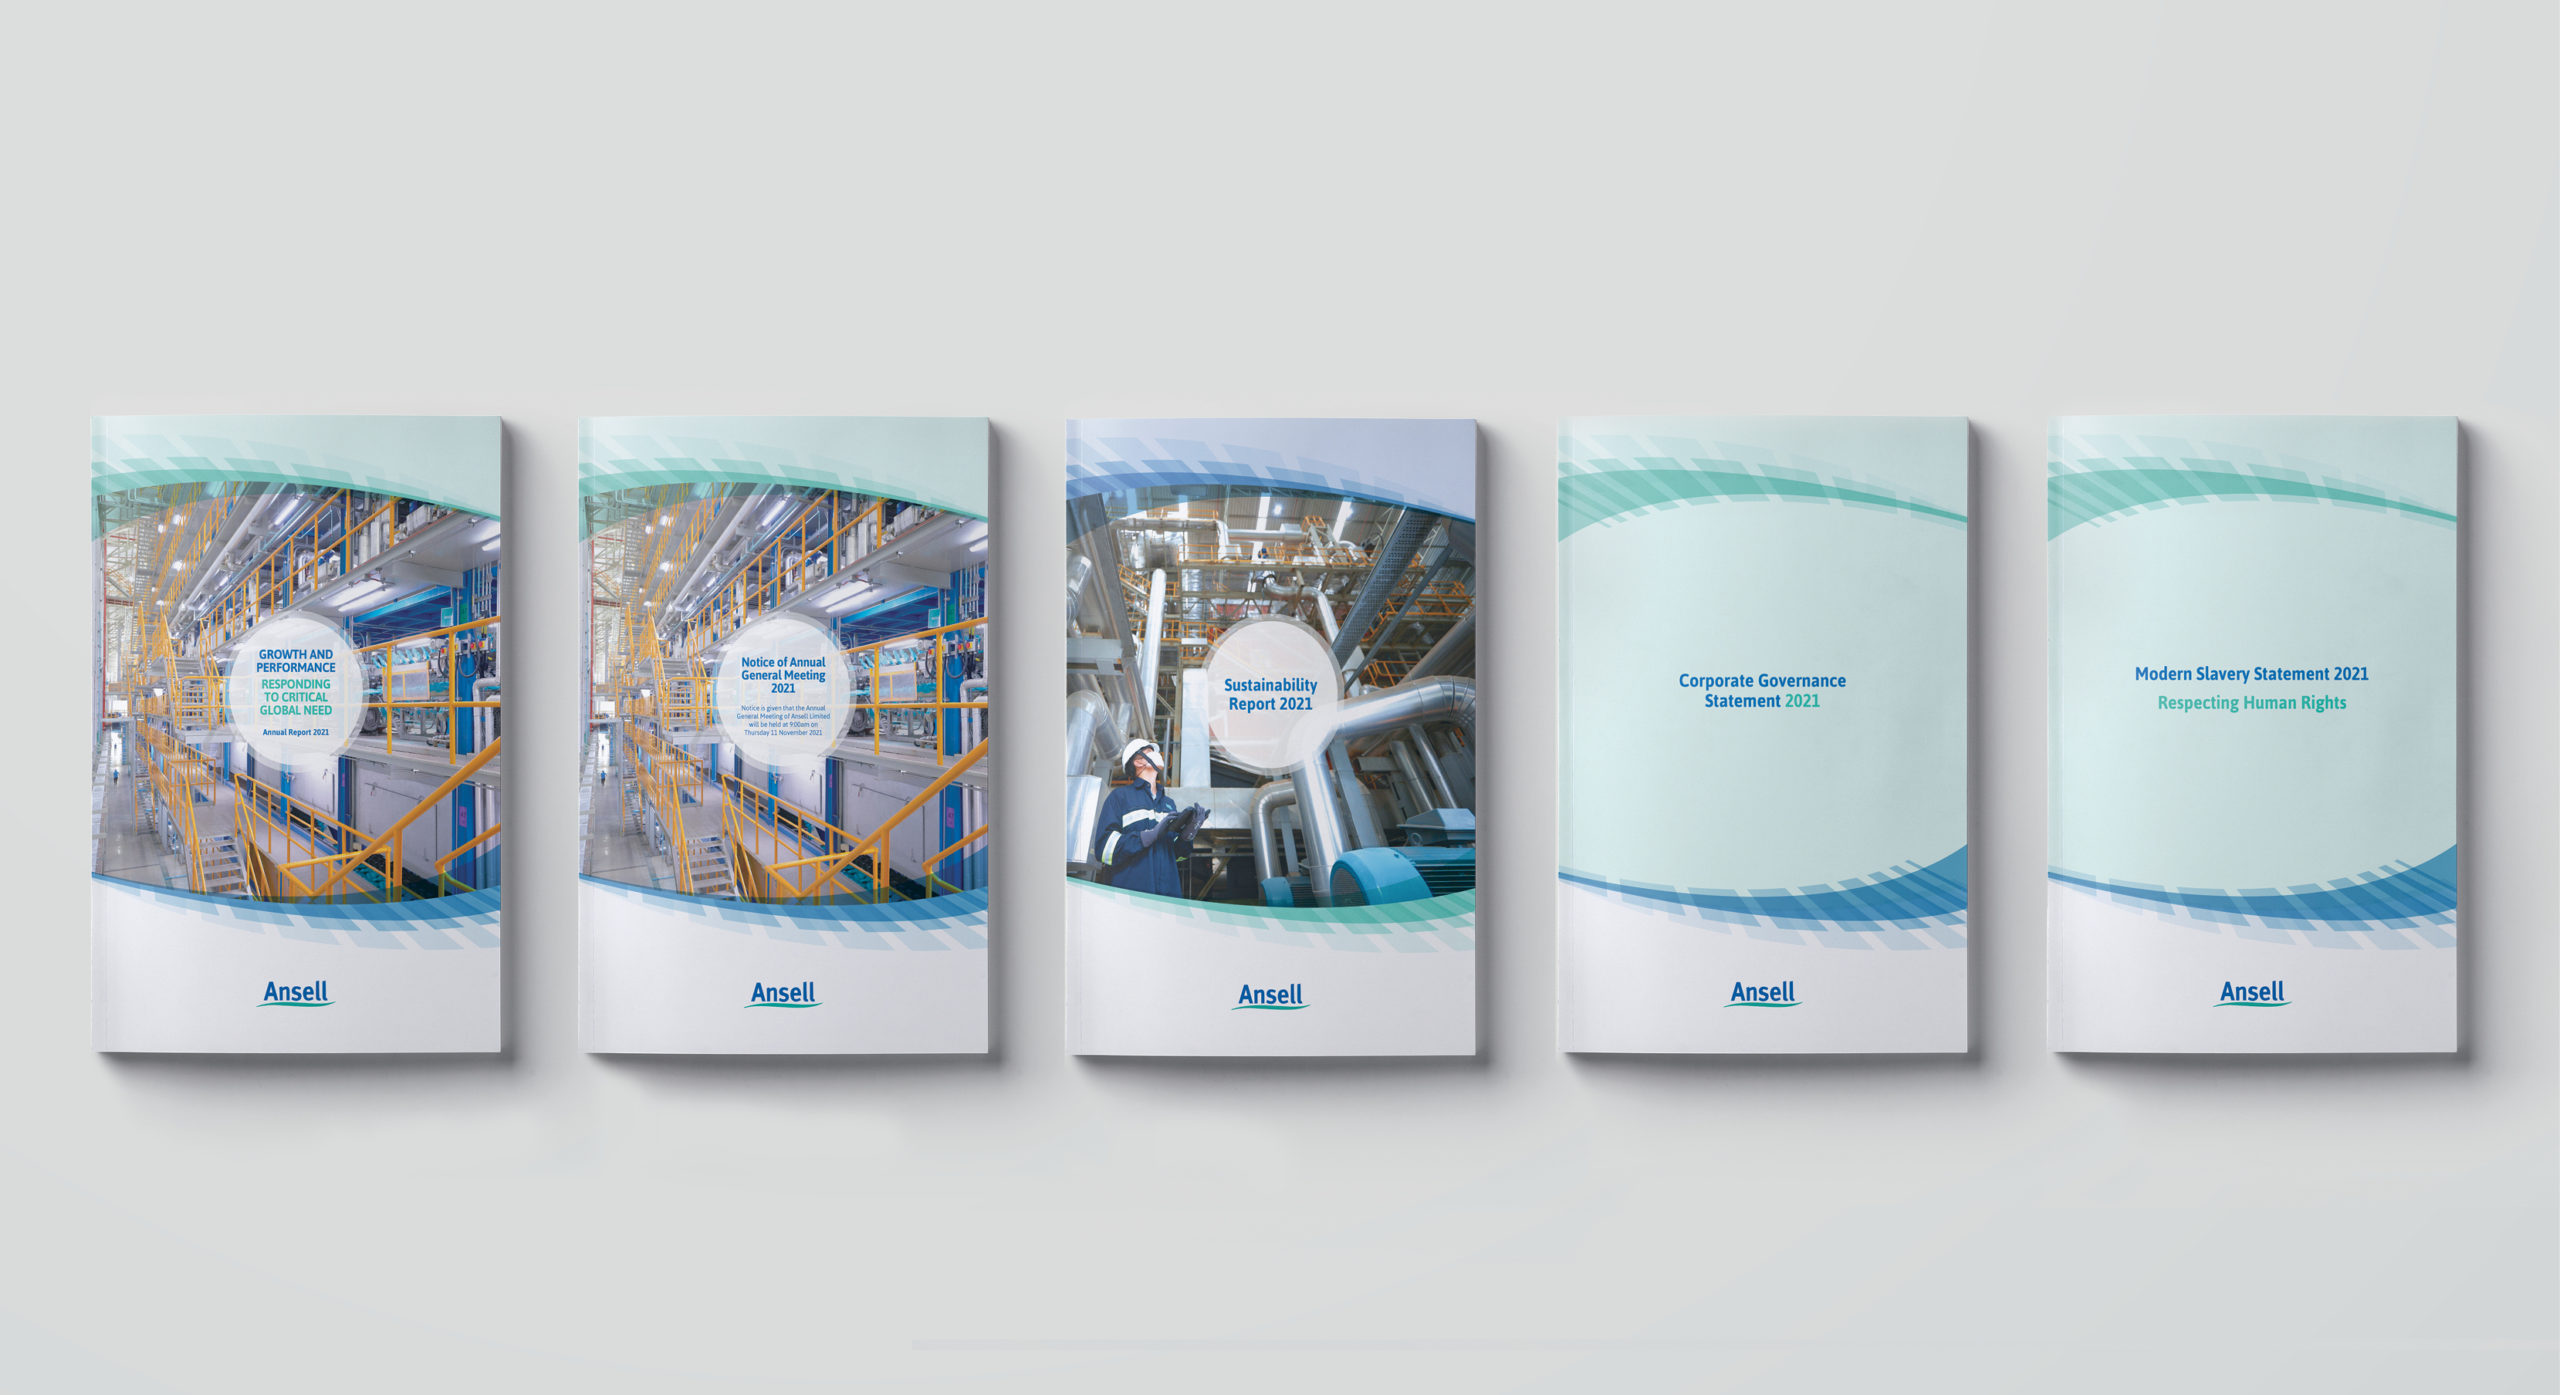 GROWTH AND
PERFORMANCE
RESPONDING
TO CRITICAL
GLOBAL NEED
Annual Report 2021
Ansell
Notice of Annual
General Meeting
2021
Notice is given that the Annual
General Meeting of Ansell Limited
will be held at 9:00am on
Thursday 11 November 2021
Ansell
Sustainability
Report 2021
Ansell
Corporate Governance
Statement 2021
Ansell
Modern Slavery Statement 2021
Respecting Human Rights
Ansell